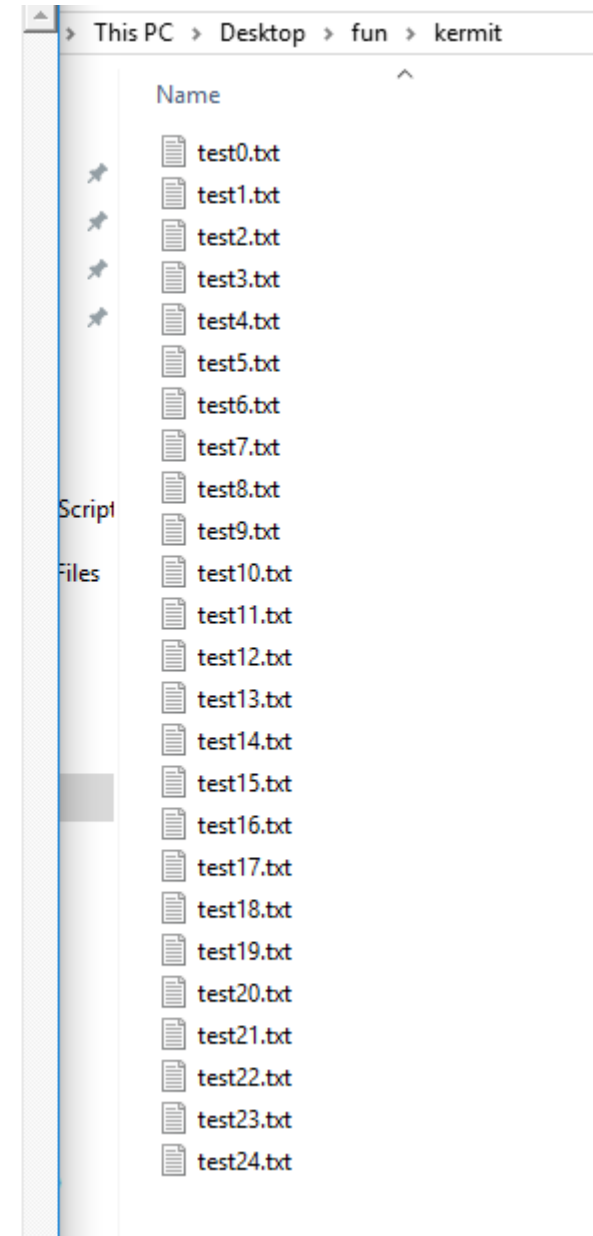 > This PC > Desktop > fun > kermit
Name
test0.txt
test1.txt
test2.txt
test3.txt
test4.txt
test5.txt
test6.txt
test7.txt
test8.txt
Script
test9.txt
Files
test10.txt
test11.txt
test12.txt
test13.txt
test14.txt
test15.txt
test16.txt
test17.txt
test18.txt
test19.txt
test20.txt
test21.txt
test22.txt
test23.txt
test24.txt